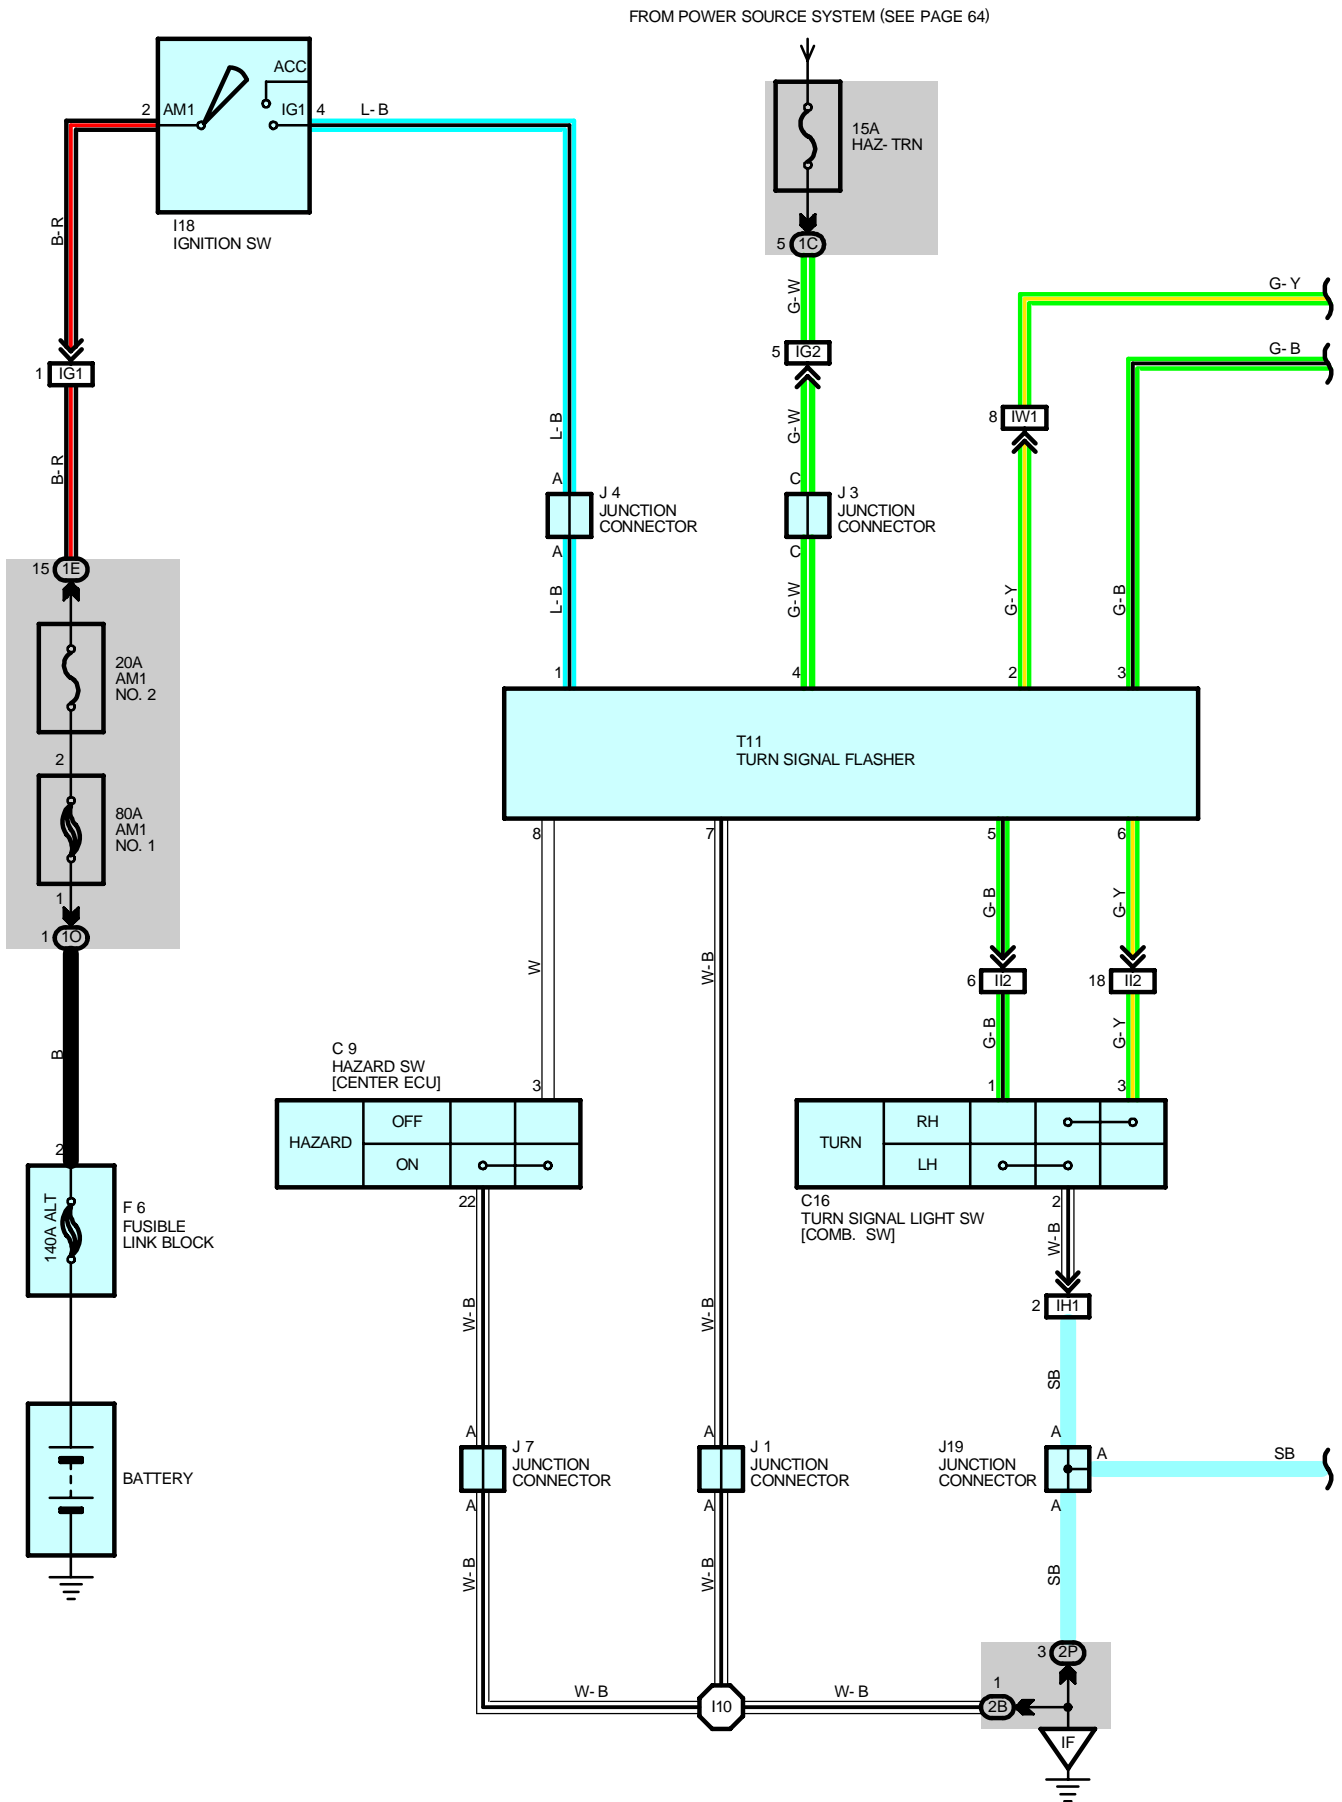 FROM POWER SOURCE SYSTEM (SEE PAGE 64)
ACC
2
AM1
IG1
4
L-B
I18
IGNITION SW
B-R
1
IG1
B-R
15
1E
20A
AM1
NO. 2
2
80A
AM1
NO. 1
1
1
1O
B
2
140A ALT
F 6
FUSIBLE
LINK BLOCK
BATTERY
L-B
A
J 4
JUNCTION
CONNECTOR
A
L-B
1
15A
HAZ-TRN
5
1C
G-W
5
IG2
G-W
C
J 3
JUNCTION
CONNECTOR
C
G-W
4
G-Y
G-B
8
IW1
G-Y
2
G-B
3
T11
TURN SIGNAL FLASHER
8
7
5
6
W
W-B
G-B
G-Y
6
II2
18
II2
G-B
G-Y
C 9
HAZARD SW
[CENTER ECU]
3
1
3
HAZARD
OFF
ON
TURN
RH
LH
22
C16
TURN SIGNAL LIGHT SW
[COMB. SW]
2
W-B
2
IH1
W-B
W-B
SB
A
J 7
JUNCTION
CONNECTOR
A
A
J 1
JUNCTION
CONNECTOR
A
J19
JUNCTION
CONNECTOR
A
A
SB
A
W-B
W-B
SB
3
2P
W-B
I10
W-B
1
2B
IF